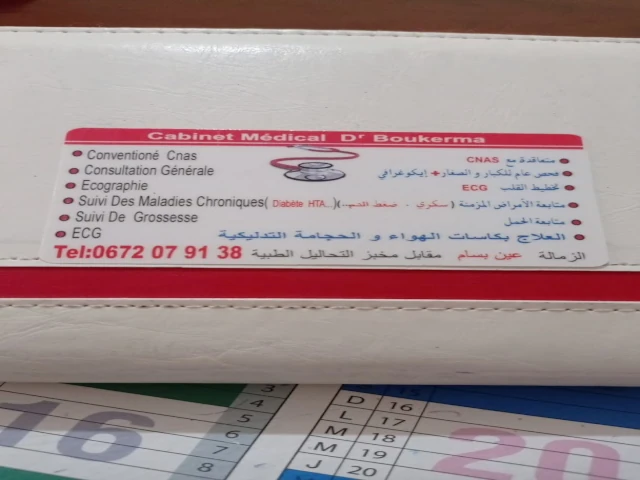 Cabinet Médical Dr Boukerma
Conventioné Cnas
Consultation Générale
Ecographie
Suivi Des Maladies Chroniques( Diabète HTA...)
Suivi De Grossesse
ECG
متعاقدة مع CNAS
فحص عام للكبار و الصغار + إيكوغرافي
تخطيط القلب ECG
متابعة الأمراض المزمنة ( سكري . ضغط الدم...)
متابعة الحمل
العلاج بكاسات الهواء و الحجامة التدليكية
Tel:0672 07 91 38
الزمالة عين بسام مقابل مخبر التحاليل الطبية
3
4
5
6
7
8
16
15
D 16
L 17
M 18
M 19
J 20
20